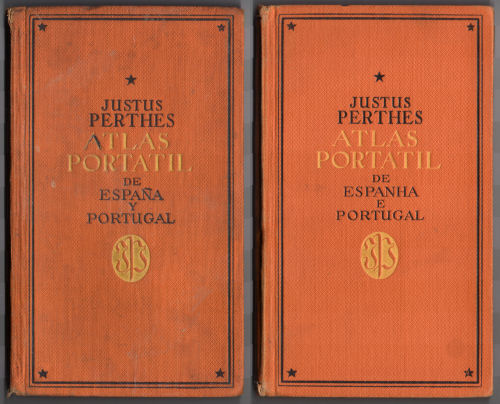 JUSTUS
PERTHES
ATLAS
PORTATIL
DE
ESPAÑA
Y
PORTUGAL
JUSTUS
PERTHES
ATLAS
PORTATIL
DE
ESPANHA
E
PORTUGAL